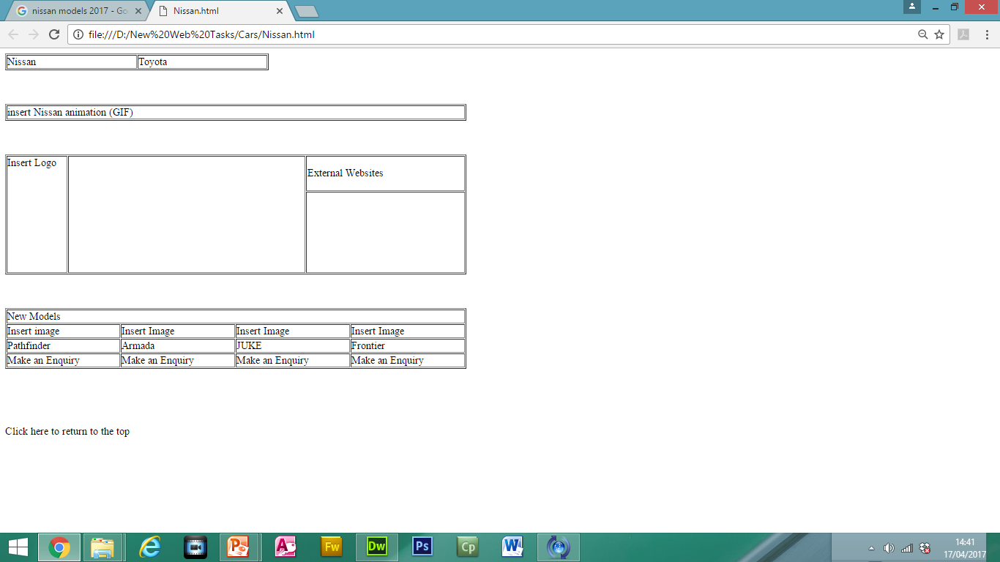 nissan models 2017 - Go
Nissan.html
file:///D:/New%20Web%20Tasks/Cars/Nissan.html
Nissan Toyota
insert Nissan animation (GIF)
Insert Logo
External Websites
New Models
Insert image Insert Image Insert Image Insert Image
Pathfinder Armada JUKE Frontier
Make an Enquiry Make an Enquiry Make an Enquiry Make an Enquiry
Click here to return to the top
Fw Dw Ps Cp W
14:41
17/04/2017